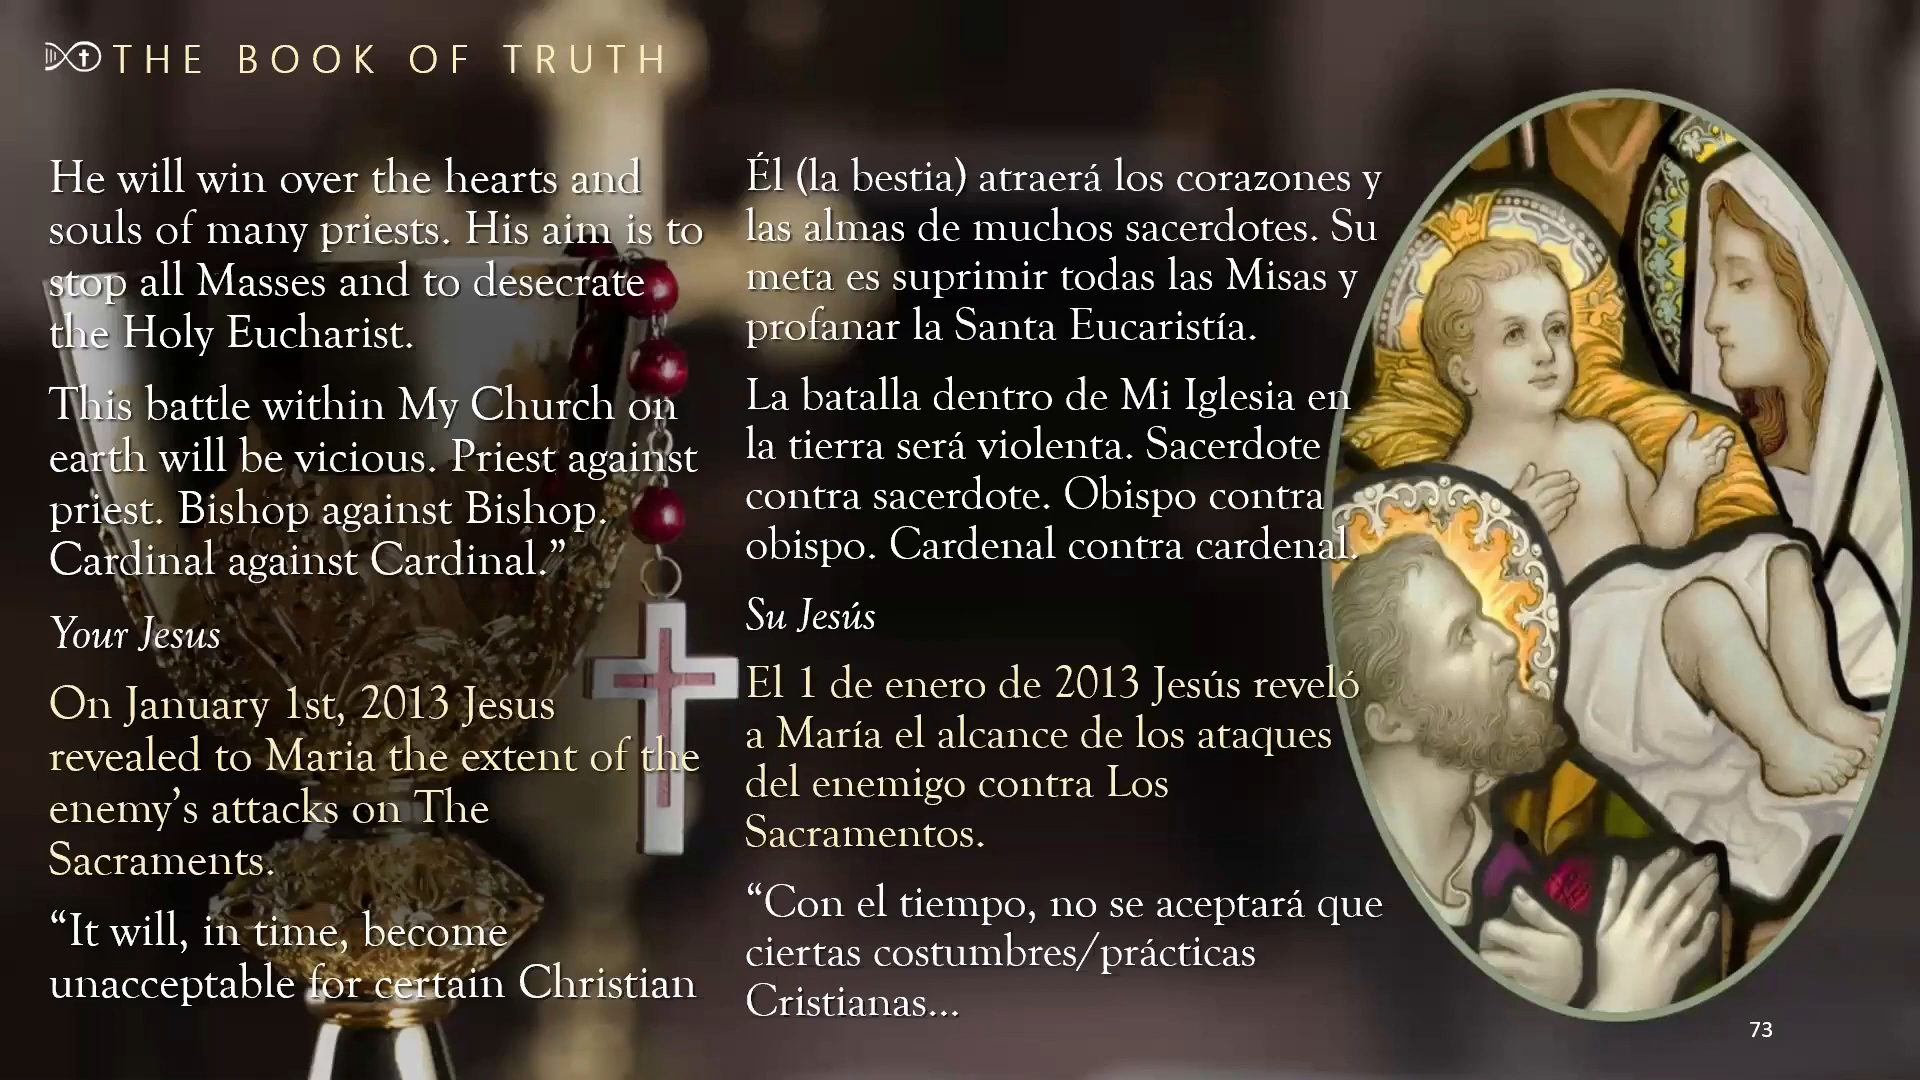 THE BOOK OF TRUTH
He will win over the hearts and
souls of many priests. His aim is to
stop all Masses and to desecrate
the Holy Eucharist.
This battle within My Church on
earth will be vicious. Priest against
priest. Bishop against Bishop.
Cardinal against Cardinal.”
Your Jesus
On January 1st, 2013 Jesus
revealed to Maria the extent of the
enemy’s attacks on The
Sacraments.
“It will, in time, become
unacceptable for certain Christian
Él (la bestia) atraerá los corazones y
las almas de muchos sacerdotes. Su
meta es suprimir todas las Misas y
profanar la Santa Eucaristía.
La batalla dentro de Mi Iglesia en
la tierra será violenta. Sacerdote
contra sacerdote. Obispo contra
obispo. Cardenal contra cardenal.
Su Jesús
El 1 de enero de 2013 Jesús reveló
a María el alcance de los ataques
del enemigo contra Los
Sacramentos.
“Con el tiempo, no se aceptará que
ciertas costumbres/prácticas
Cristianas...
73